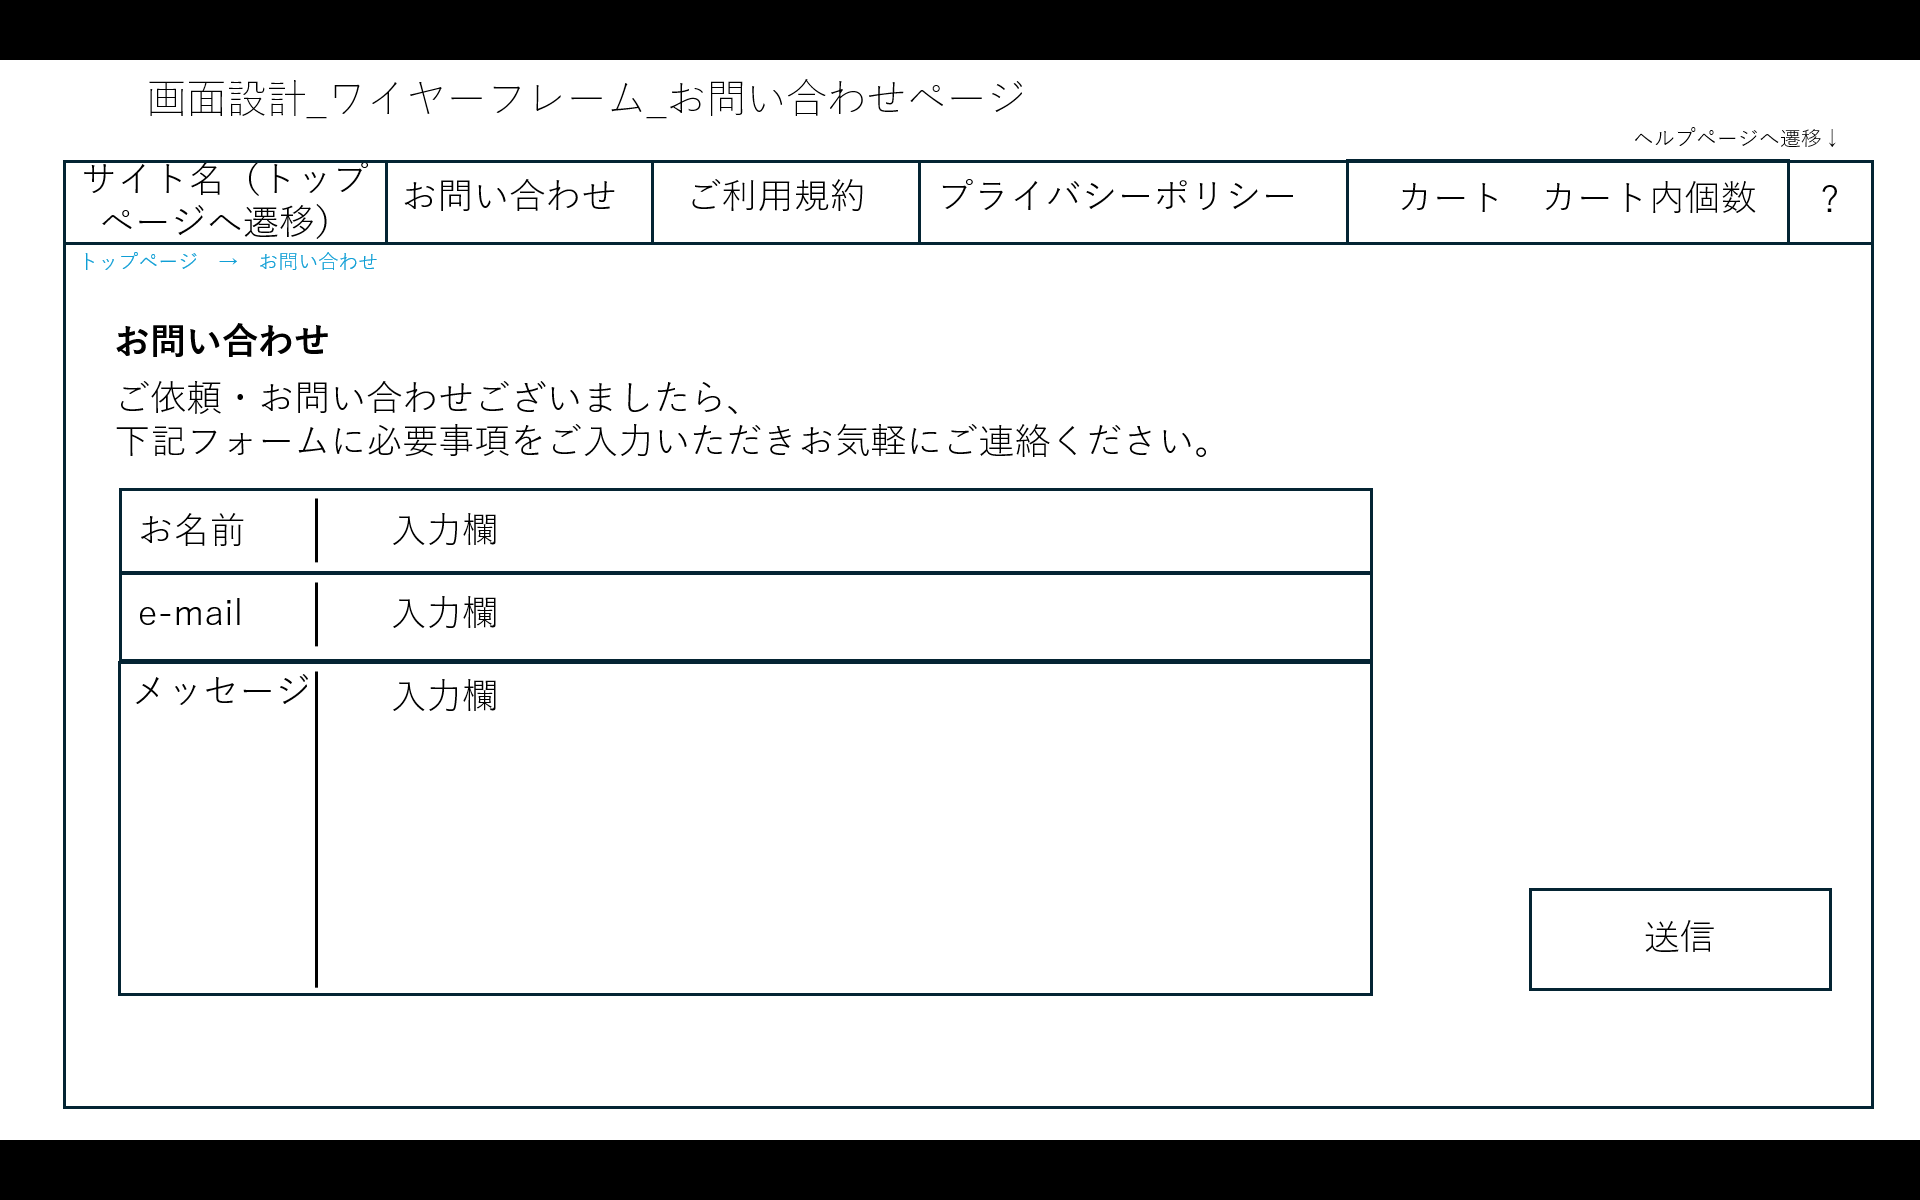 画面設計_ワイヤーフレーム_お問い合わせページ
ヘルプページへ遷移↓
サイト名（トップ
ページへ遷移）
お問い合わせ
ご利用規約
プライバシーポリシー
カート　カート内個数
？
トップページ　→　お問い合わせ
お問い合わせ
ご依頼・お問い合わせございましたら、
下記フォームに必要事項をご入力いただきお気軽にご連絡ください。
お名前
入力欄
e-mail
入力欄
メッセージ
入力欄
送信